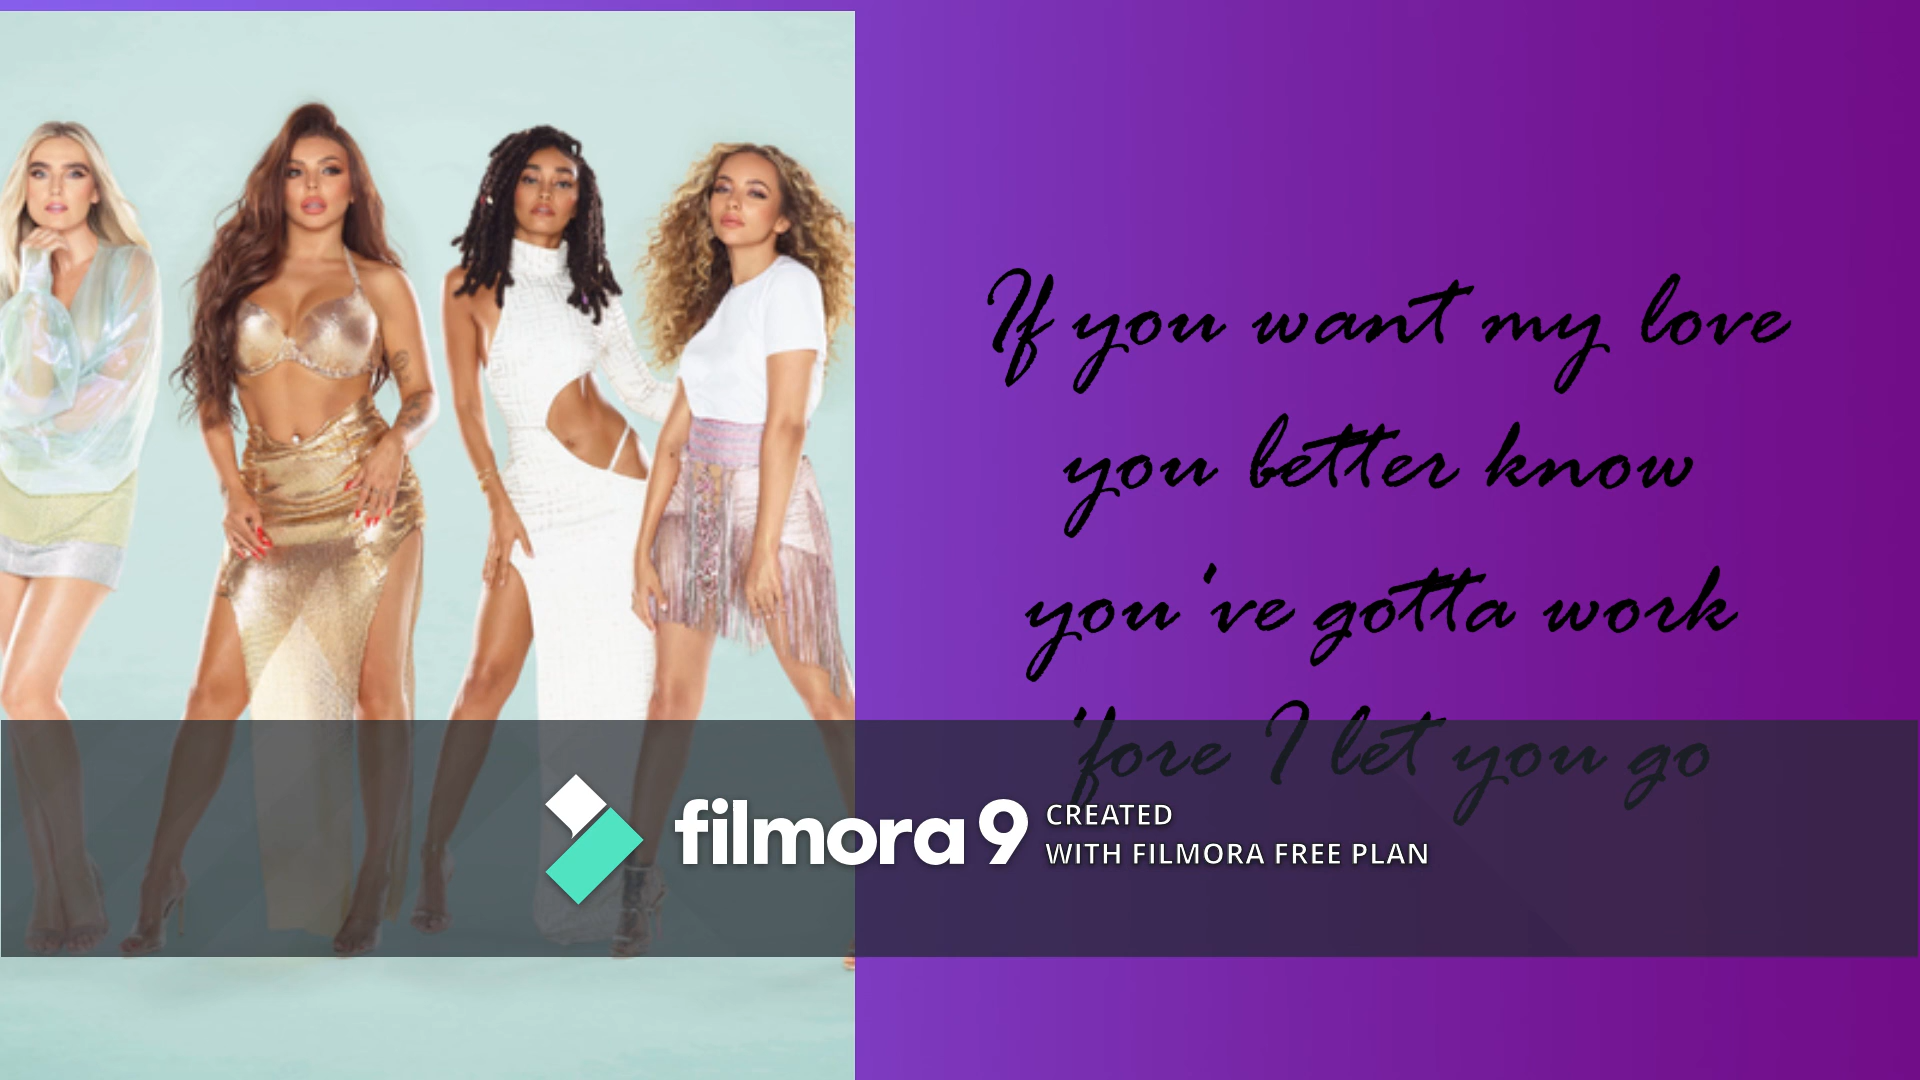 If you want my love
you better know
you've gotta work
'fore I let you go
filmora 9
CREATED
WITH FILMORA FREE PLAN